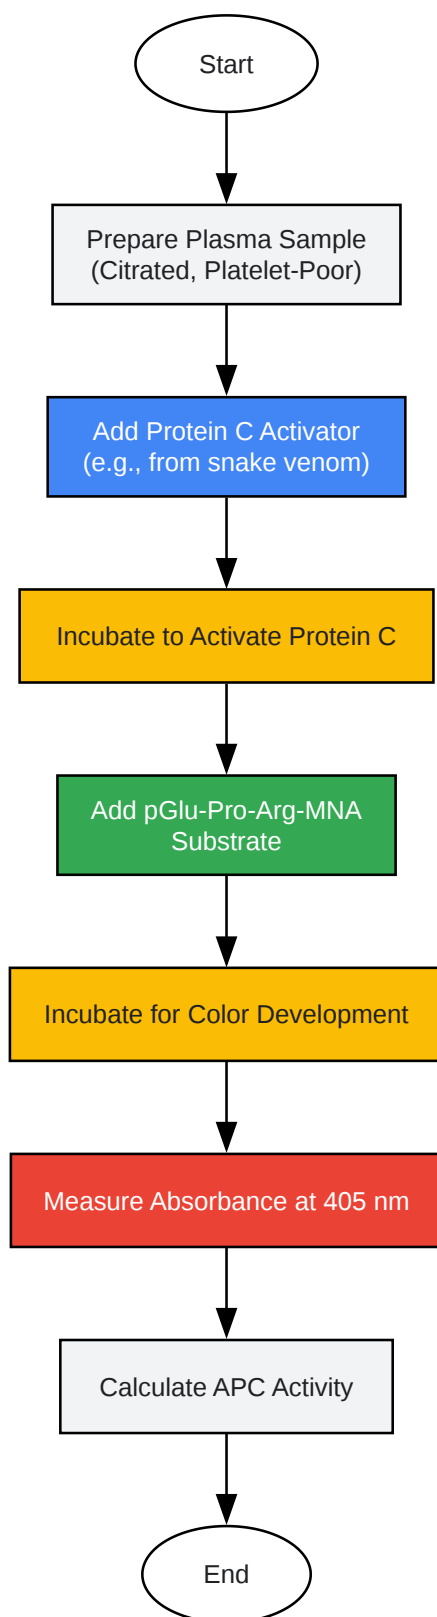 Start
Prepare Plasma Sample
(Citrated, Platelet-Poor)
Add Protein C Activator
(e.g., from snake venom)
Incubate to Activate Protein C
Add pGlu-Pro-Arg-MNA
Substrate
Incubate for Color Development
Measure Absorbance at 405 nm
Calculate APC Activity
End